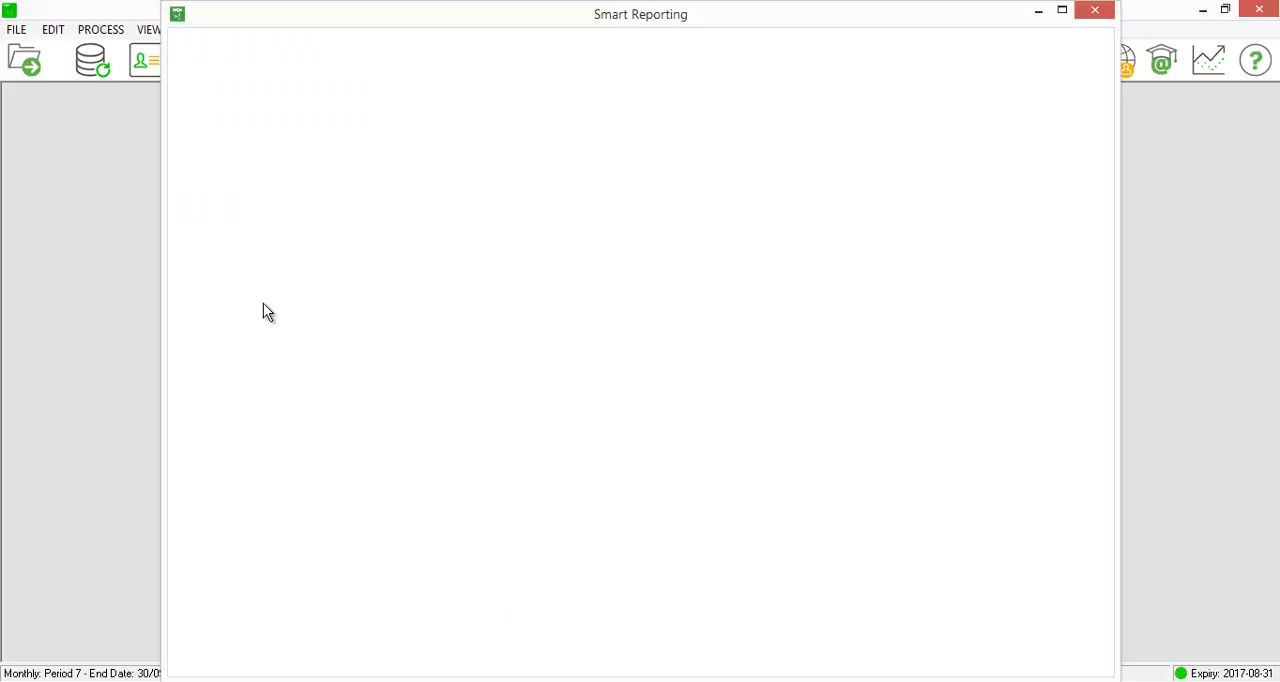 Smart Reporting
FILE EDIT PROCESS VIEW
@ ?
Monthly: Period 7 - End Date: 30/0
Expiry: 2017-08-31